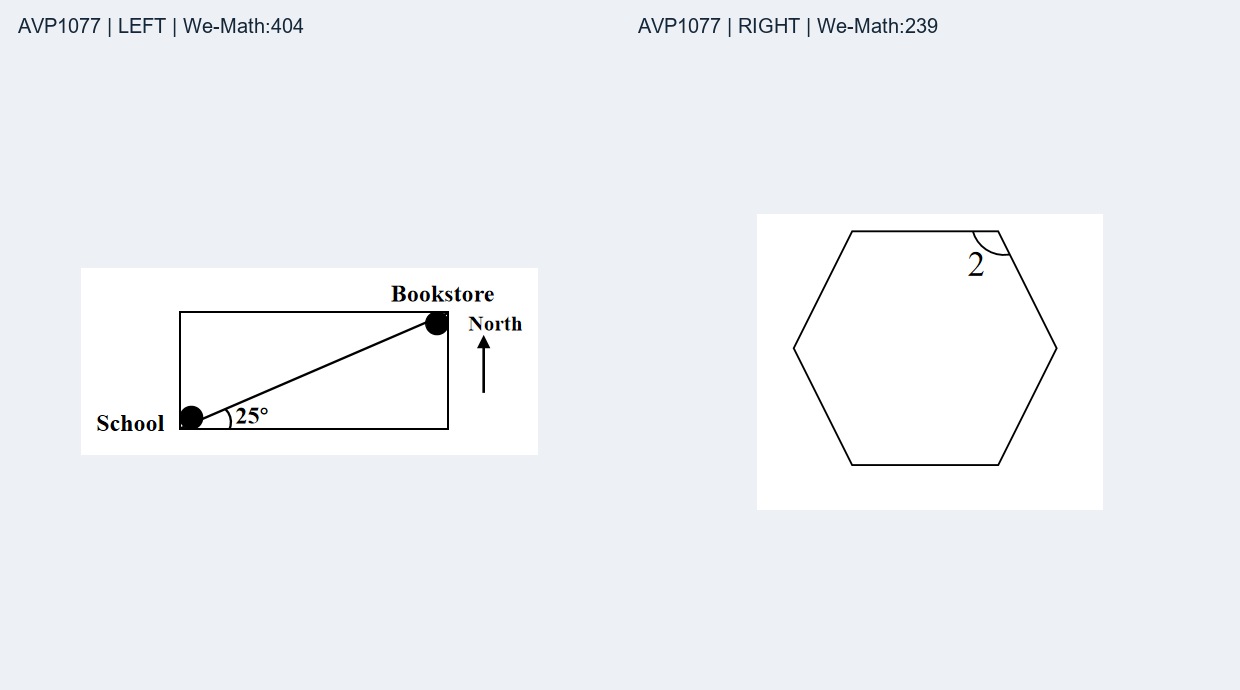 AVP1077 | LEFT | We-Math:404
AVP1077 | RIGHT | We-Math:239
Bookstore
North
School
25°
2